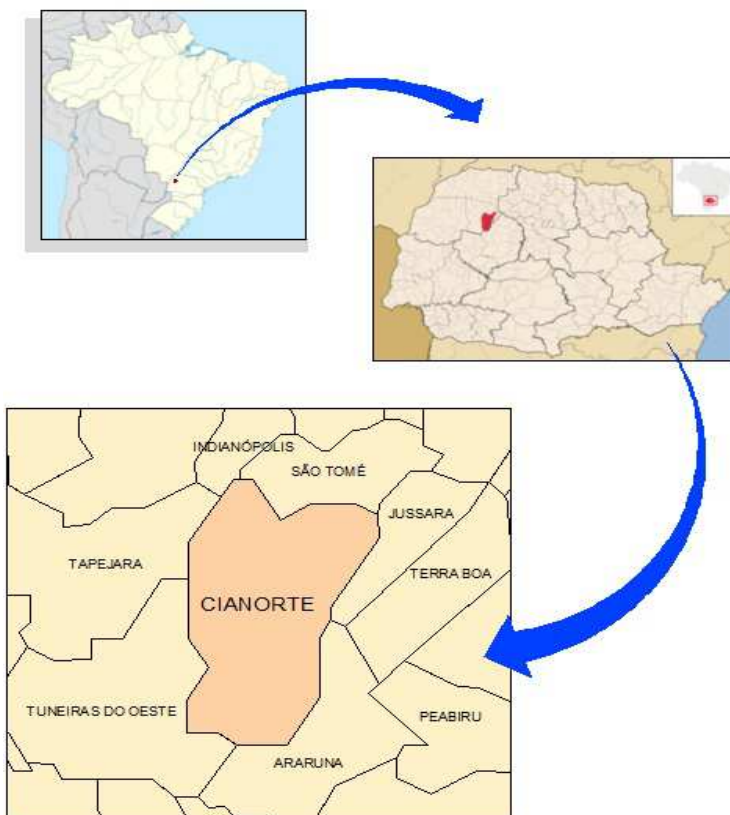 INDIANÓPOLIS
SÃO TOMÉ
JUSSARA
TAPEJARA
TERRA BOA
CIANORTE
TUNEIRAS DO OESTE
PEABIRU
ARARUNA